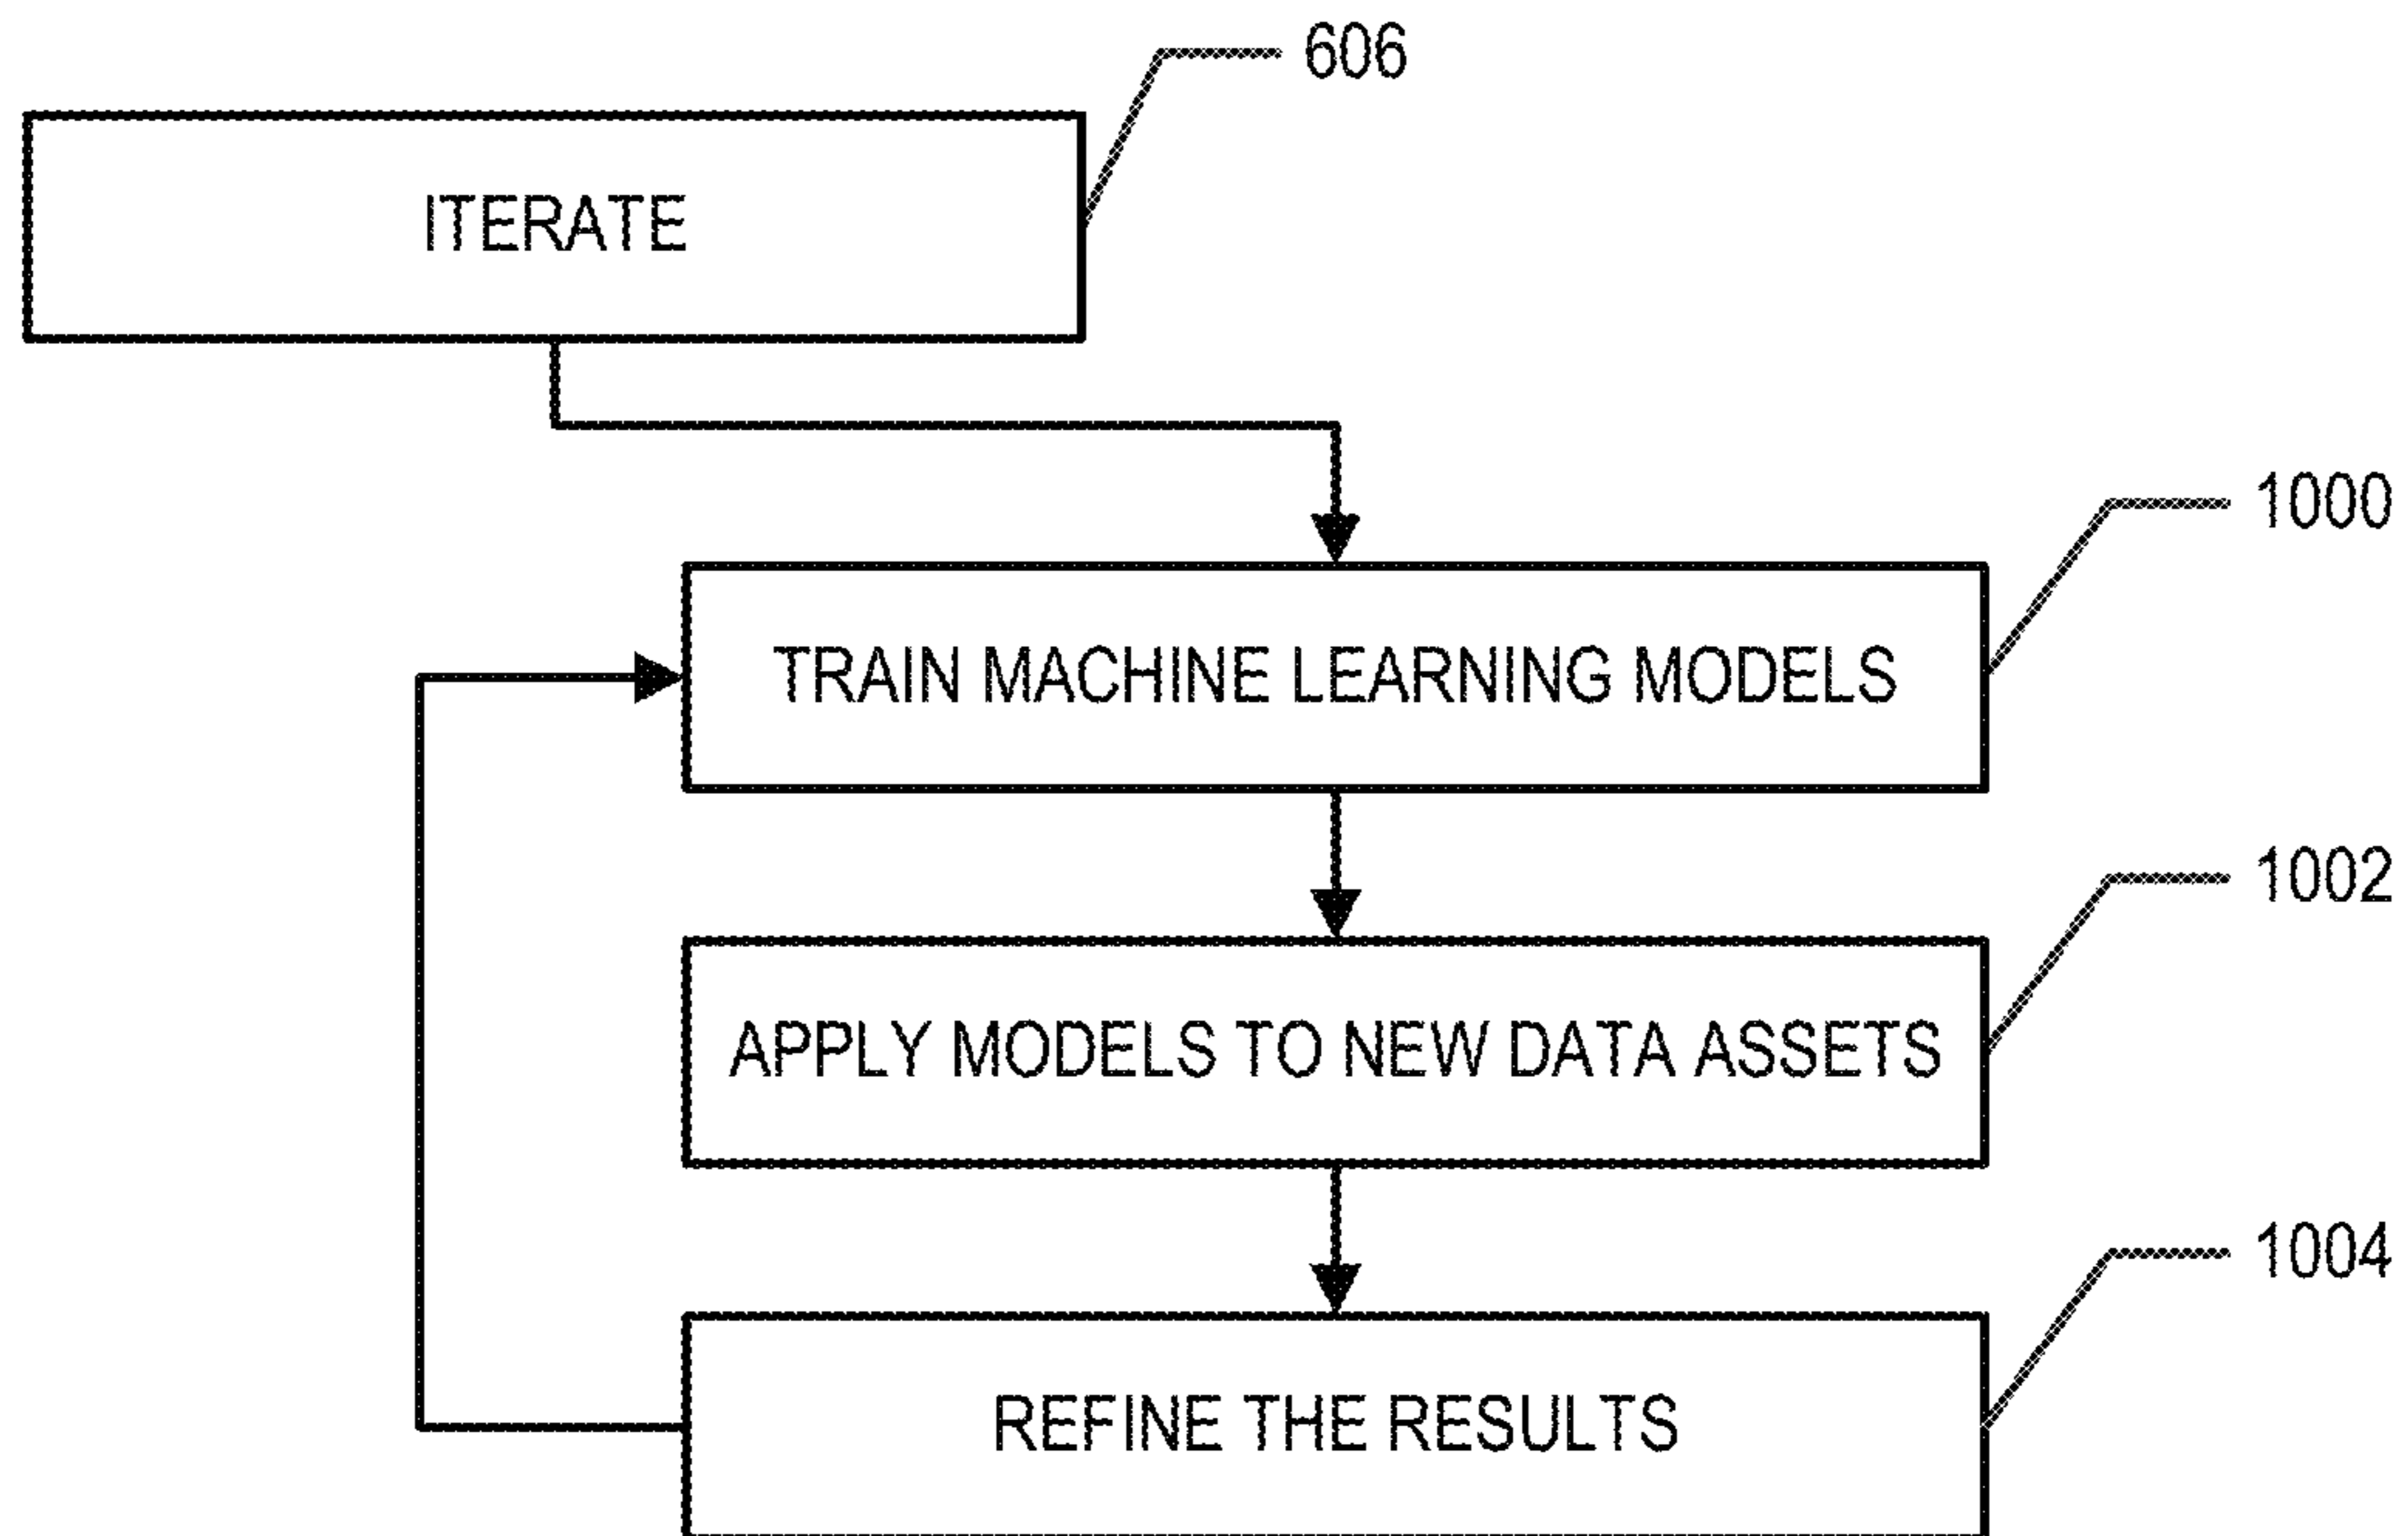 606
ITERATE
1000
TRAIN MACHINE LEARNING MODELS
1002
APPLY MODELS TO NEW DATA ASSETS
1004
REFINE THE RESULTS